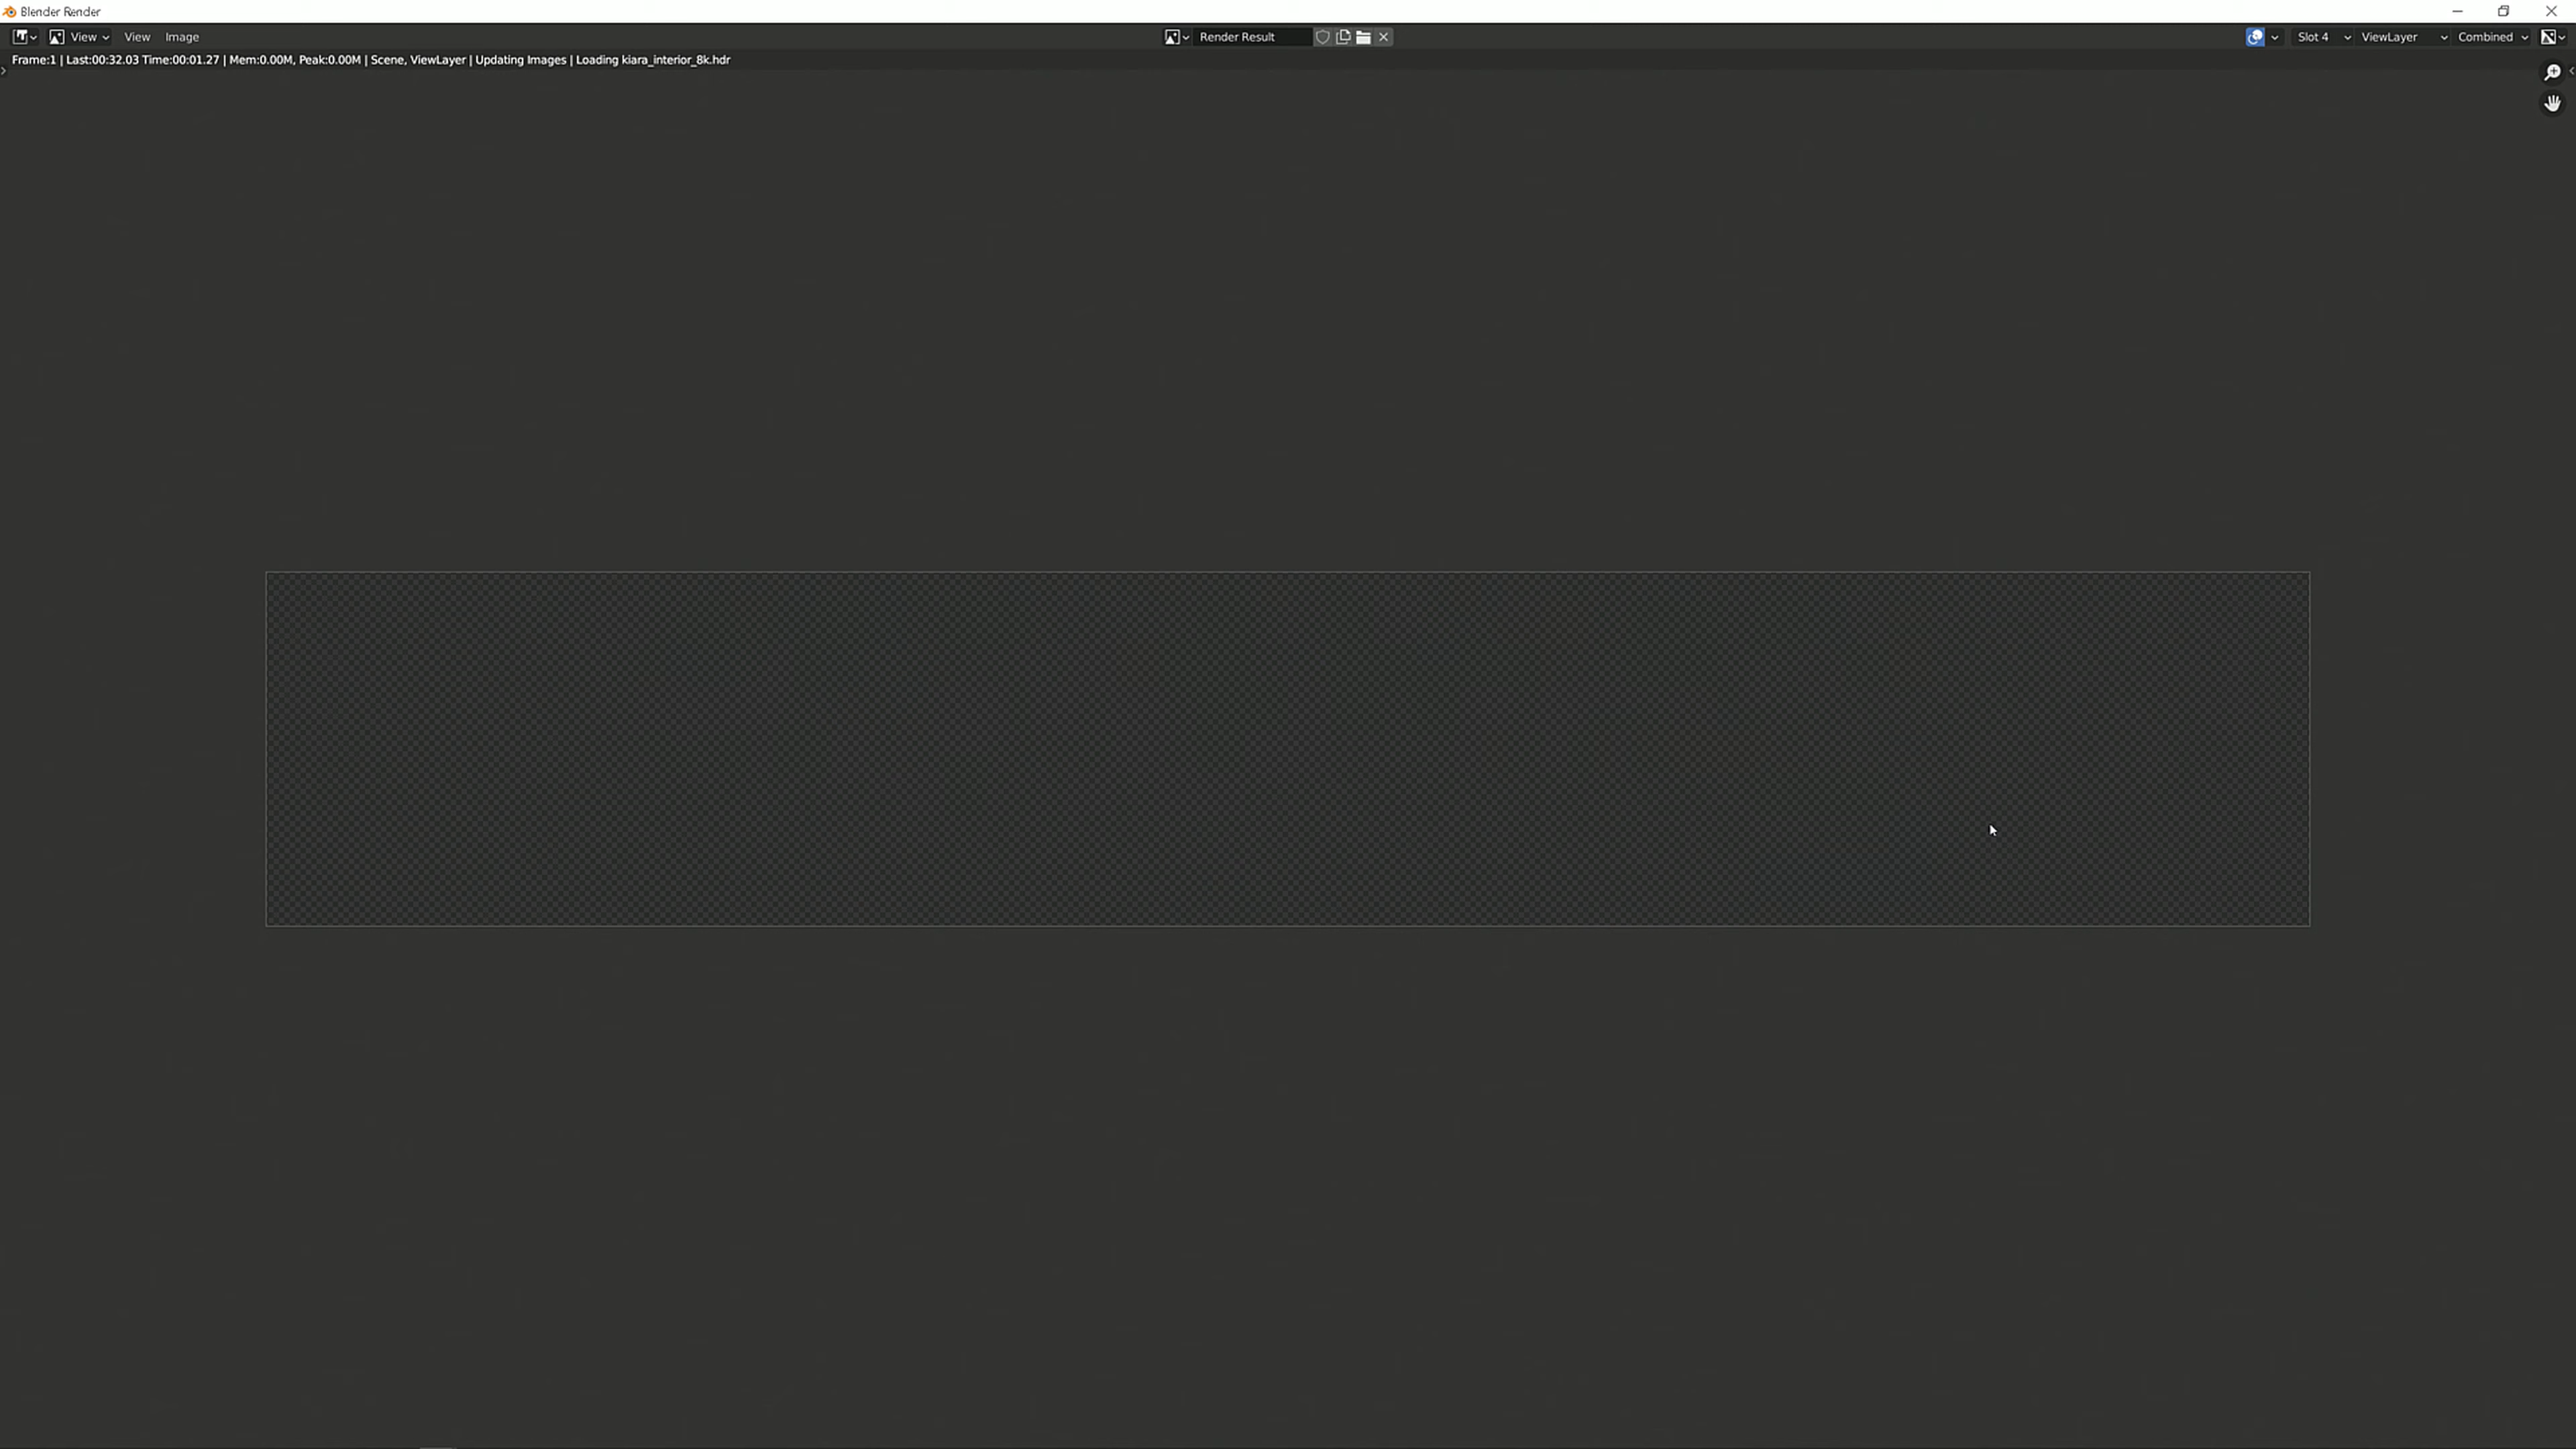 Blender Render
View View Image Render Result Slot 4 ViewLayer Combined
Frame:1 | Last:00:32.03 Time:00:01.27 | Mem:0.00M, Peak:0.00M | Scene, ViewLayer | Updating Images | Loading kiara_interior_8k.hdr